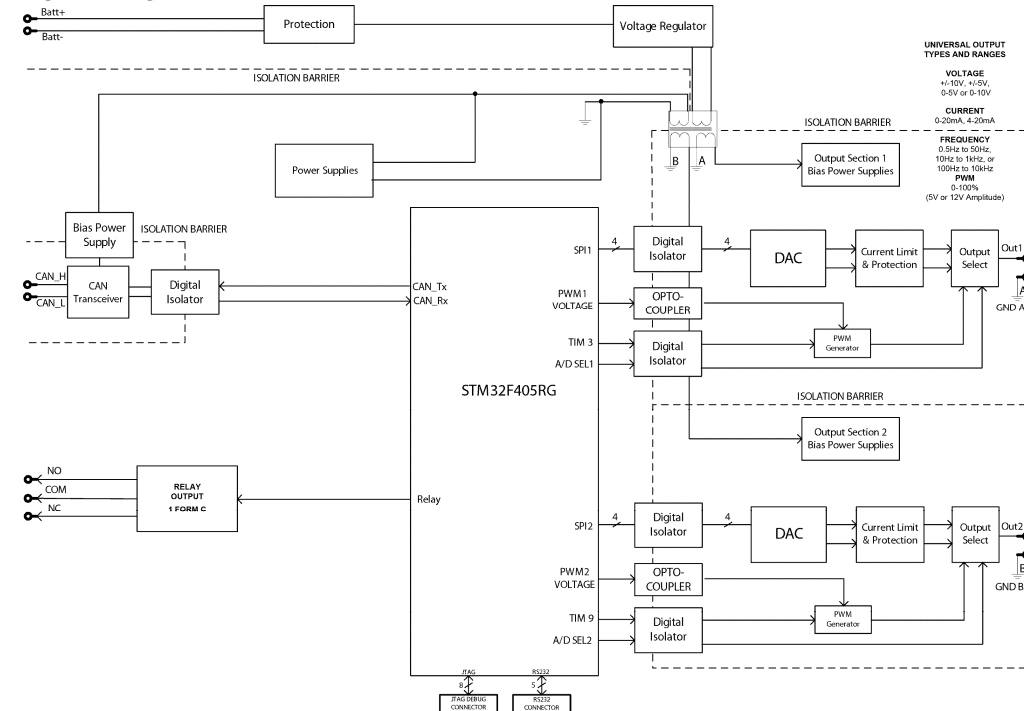 Batt+
Batt-
Protection
Voltage Regulator
UNIVERSAL OUTPUT
TYPES AND RANGES
VOLTAGE
+/-10V, +/-5V,
0-5V or 0-10V
CURRENT
0-20mA, 4-20mA
FREQUENCY
0.5Hz to 50Hz,
10Hz to 1kHz, or
100Hz to 10kHz
PWM
0-100%
(5V or 12V Amplitude)
ISOLATION BARRIER
ISOLATION BARRIER
B
A
Output Section 1
Bias Power Supplies
Power Supplies
Bias Power
Supply
ISOLATION BARRIER
CAN_H
CAN_L
CAN
Transceiver
Digital
Isolator
CAN_Tx
CAN_Rx
STM32F405RG
SPI1
4
Digital
Isolator
4
DAC
Current Limit
& Protection
Output
Select
Out1
A
GND A
PWM1
VOLTAGE
OPTO-
COUPLER
PWM
Generator
TIM 3
A/D SEL1
Digital
Isolator
ISOLATION BARRIER
Output Section 2
Bias Power Supplies
NO
COM
NC
RELAY
OUTPUT
1 FORM C
Relay
SPI2
4
Digital
Isolator
4
DAC
Current Limit
& Protection
Output
Select
Out2
B
GND B
PWM2
VOLTAGE
OPTO-
COUPLER
PWM
Generator
TIM 9
A/D SEL2
Digital
Isolator
JTAG
RS232
8
5
JTAG DEBUG
CONNECTOR
RS232
CONNECTOR